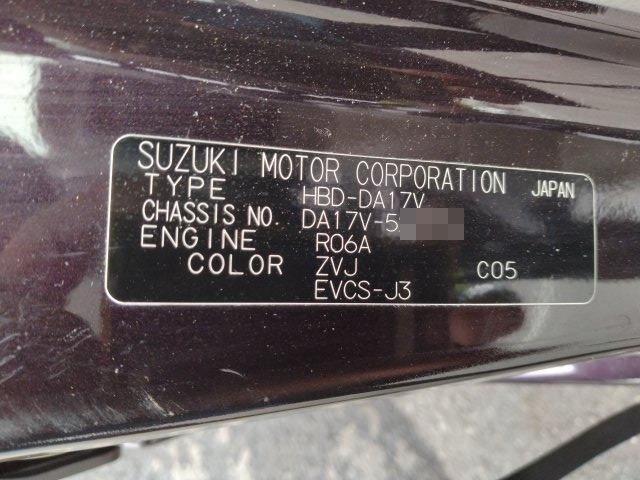 SUZUKI MOTOR CORPORATION JAPAN
TYPE HBD-DA17V
CHASSIS NO. DA17V-5
ENGINE R06A
COLOR ZVJ C05
EVCS-J3